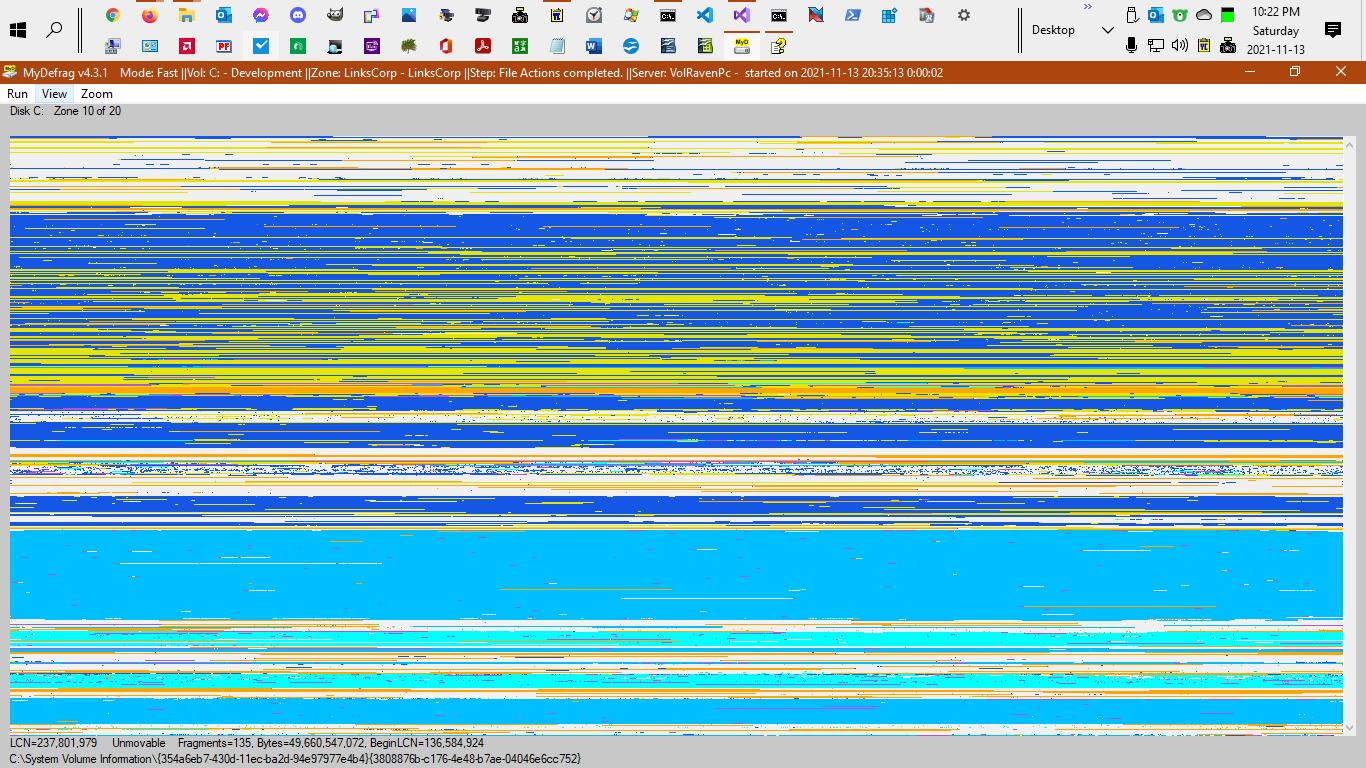 10:22 PM
Desktop
Saturday
2021-11-13
MyDefrag v4.3.1 Mode: Fast ||Vol: C: - Development ||Zone: LinksCorp - LinksCorp ||Step: File Actions completed. ||Server: VolRavenPc - started on 2021-11-13 20:35:13 0:00:02
Run View Zoom
Disk C: Zone 10 of 20
LCN=237,801,979 Unmovable Fragments=135, Bytes=49,660,547,072, BeginLCN=136,584,924
C:\System Volume Information\{354a6eb7-430d-11ec-ba2d-94e97977e4b4}{3808876b-c176-4e48-b7ae-04046e6cc752}